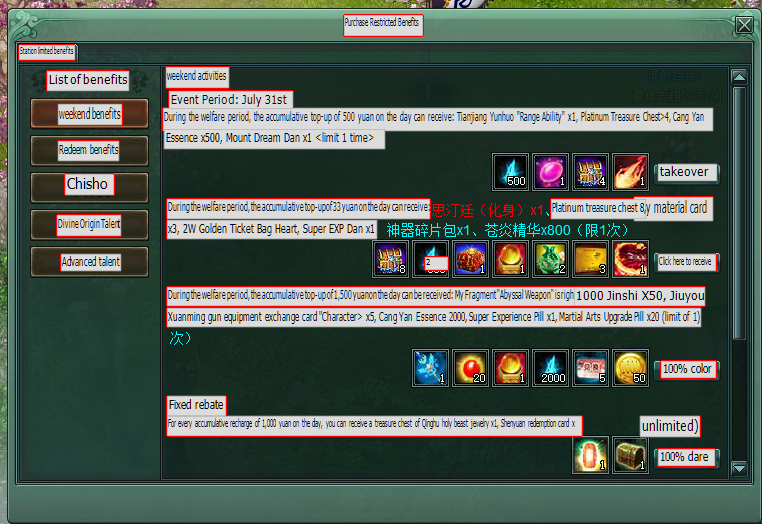 Purchase Restricted Benefits
Station limited benefits
List of benefits
weekend benefits
Redeem benefits
Chisho
Divine Origin Talent
Advanced talent
weekend activities
Event Period: July 31st
During the welfare period, the accumulative top-up of 500 yuan on the day can receive: Tianjiang Yunhuo "Range Ability" x1, Platinum Treasure Chest>4, Cang Yan
Essence x500, Mount Dream Dan x1 <limit 1 time>
500 1 4 1
takeover
During the welfare period, the accumulative top-up of 33 yuan on the day can receive: 思汀廷（化身）x1、Platinum treasure chest 8,y material card
x3, 2W Golden Ticket Bag Heart, Super EXP Dan x1 神器碎片包x1、苍炎精华x800（限1次）
8 2 1 1 2 3 1
Click here to receive
During the welfare period, the accumulative top-up of 1,500 yuan on the day can be received: My Fragment "Abyssal Weapon" is righ 1000 Jinshi X50, Jiuyou
Xuanming gun equipment exchange card "Character> x5, Cang Yan Essence 2000, Super Experience Pill x1, Martial Arts Upgrade Pill x20 (limit of 1)
次）
1 20 1 2000 5 50
100% color
Fixed rebate
For every accumulative recharge of 1,000 yuan on the day, you can receive a treasure chest of Qinghu holy beast jewelry x1, Shenyuan redemption card x
unlimited)
1 1
100% dare